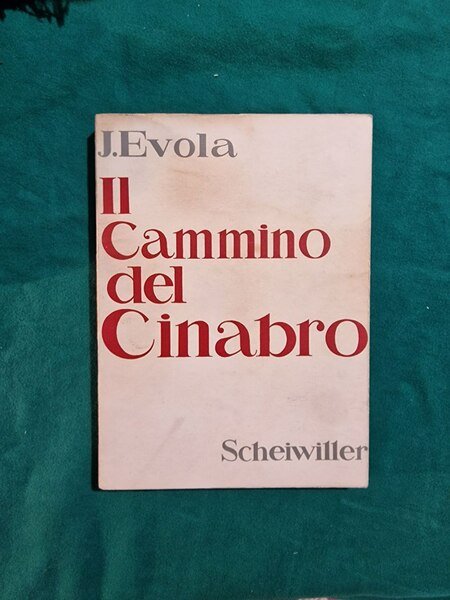 J.Evola
Il
Cammino
del
Cinabro
Scheiwiller